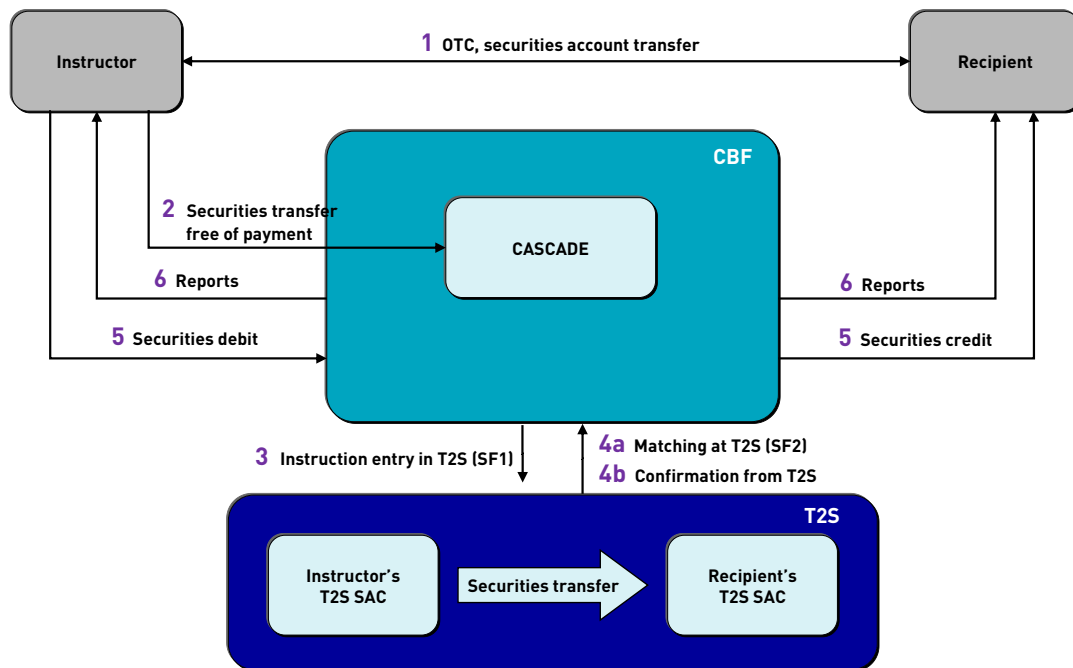 1 OTC, securities account transfer
Instructor
Recipient
CBF
2 Securities transfer
free of payment
CASCADE
6 Reports
6 Reports
5 Securities debit
5 Securities credit
4a Matching at T2S (SF2)
3 Instruction entry in T2S (SF1)
4b Confirmation from T2S
T2S
Instructor's
T2S SAC
Securities transfer
Recipient's
T2S SAC